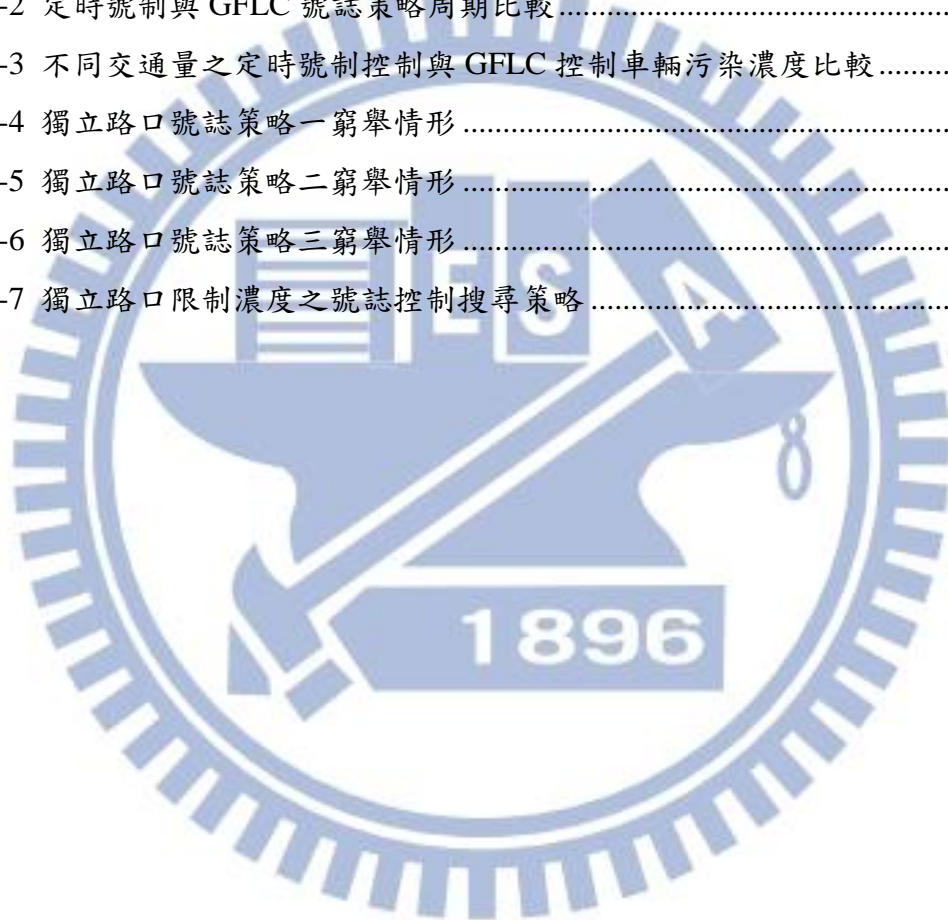 -2 定時號制與 GFLC 號誌策略周期比較..........................................
-3 不同交通量之定時號制控制與 GFLC 控制車輛污染濃度比較.........
-4 獨立路口號誌策略一窮舉情形.....................................................
-5 獨立路口號誌策略二窮舉情形.....................................................
-6 獨立路口號誌策略三窮舉情形.....................................................
-7 獨立路口限制濃度之號誌控制搜尋策略.......................................
E S A
8
1896